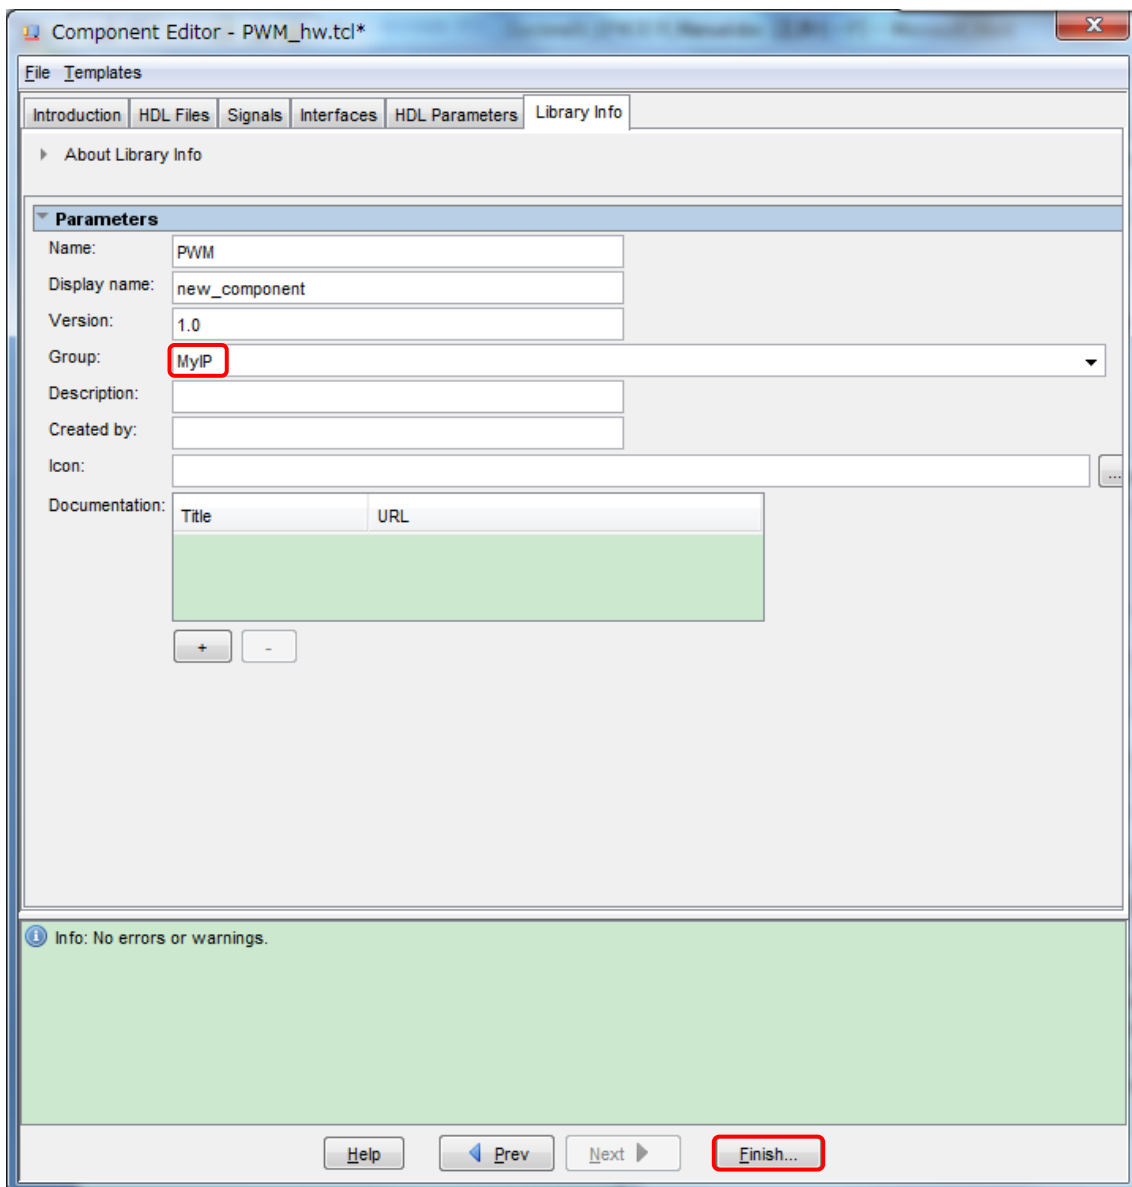 Component Editor - PWM_hw.tcl*
File Templates
Introduction HDL Files Signals Interfaces HDL Parameters Library Info
About Library Info
Parameters
Name: PWM
Display name: new_component
Version: 1.0
Group: MyIP
Description:
Created by:
Icon: ...
Documentation: Title URL
+ -
Info: No errors or warnings.
Help Prev Next Finish...